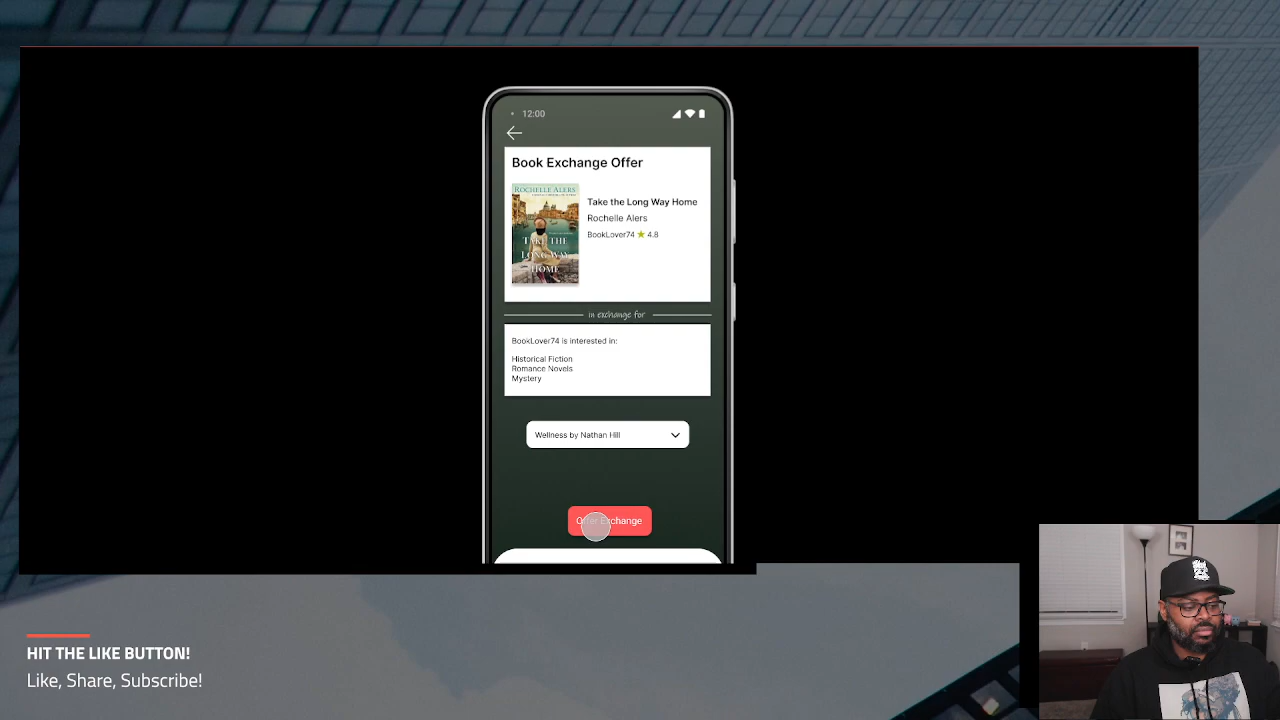 12:00
Book Exchange Offer
ROCHELLE ALERS
TAKE THE
LONG WAY
HOME
Take the Long Way Home
Rochelle Alers
BookLover74 ★ 4.8
in exchange for
BookLover74 is interested in:
Historical Fiction
Romance Novels
Mystery
Wellness by Nathan Hill
Offer Exchange
HIT THE LIKE BUTTON!
Like, Share, Subscribe!